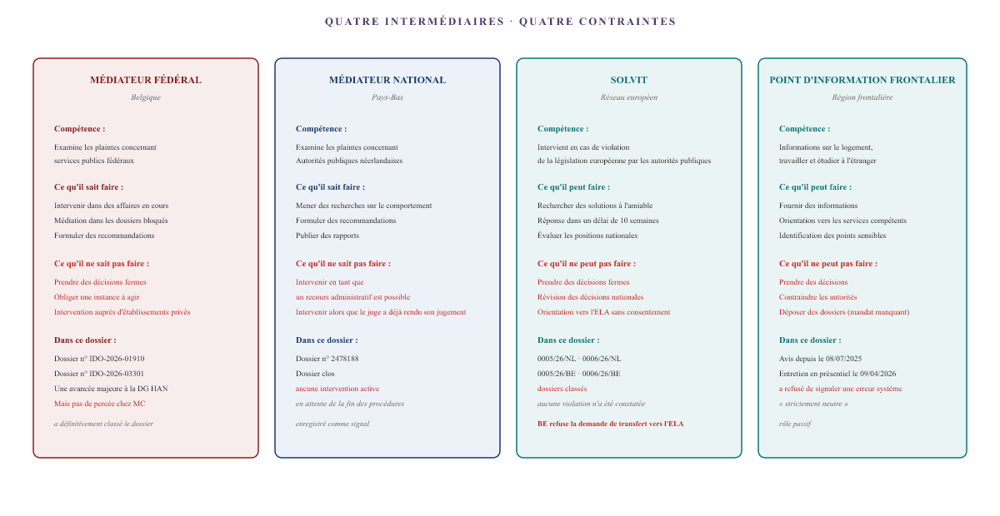 QUATRE INTERMÉDIAIRES · QUATRE CONTRAINTES
MÉDIATEUR FÉDÉRAL
Belgique
Compétence :
Examine les plaintes concernant
services publics fédéraux
Ce qu'il sait faire :
Intervenir dans des affaires en cours
Médiation dans les dossiers bloqués
Formuler des recommandations
Ce qu'il ne sait pas faire :
Prendre des décisions fermes
Obliger une instance à agir
Intervention auprès d'établissements privés
Dans ce dossier :
Dossier n° IDO-2026-01910
Dossier n° IDO-2026-03301
Une avancée majeure à la DG HAN
Mais pas de percée chez MC
a définitivement classé le dossier
MÉDIATEUR NATIONAL
Pays-Bas
Compétence :
Examine les plaintes concernant
Autorités publiques néerlandaises
Ce qu'il sait faire :
Mener des recherches sur le comportement
Formuler des recommandations
Publier des rapports
Ce qu'il ne sait pas faire :
Intervenir en tant que
un recours administratif est possible
Intervenir alors que le juge a déjà rendu son jugement
Dans ce dossier :
Dossier n° 2478188
Dossier clos
aucune intervention active
en attente de la fin des procédures
enregistré comme signal
SOLVIT
Réseau européen
Compétence :
Intervient en cas de violation
de la législation européenne par les autorités publiques
Ce qu'il peut faire :
Rechercher des solutions à l'amiable
Réponse dans un délai de 10 semaines
Évaluer les positions nationales
Ce qu'il ne peut pas faire :
Prendre des décisions fermes
Révision des décisions nationales
Orientation vers l'ELA sans consentement
Dans ce dossier :
0005/26/NL · 0006/26/NL
0005/26/BE · 0006/26/BE
dossiers classés
aucune violation n'a été constatée
BE refuse la demande de transfert vers l'ELA
POINT D'INFORMATION FRONTALIER
Région frontalière
Compétence :
Informations sur le logement,
travailler et étudier à l'étranger
Ce qu'il peut faire :
Fournir des informations
Orientation vers les services compétents
Identification des points sensibles
Ce qu'il ne peut pas faire :
Prendre des décisions
Contraindre les autorités
Déposer des dossiers (mandat manquant)
Dans ce dossier :
Avis depuis le 08/07/2025
Entretien en présentiel le 09/04/2026
a refusé de signaler une erreur système
« strictement neutre »
rôle passif